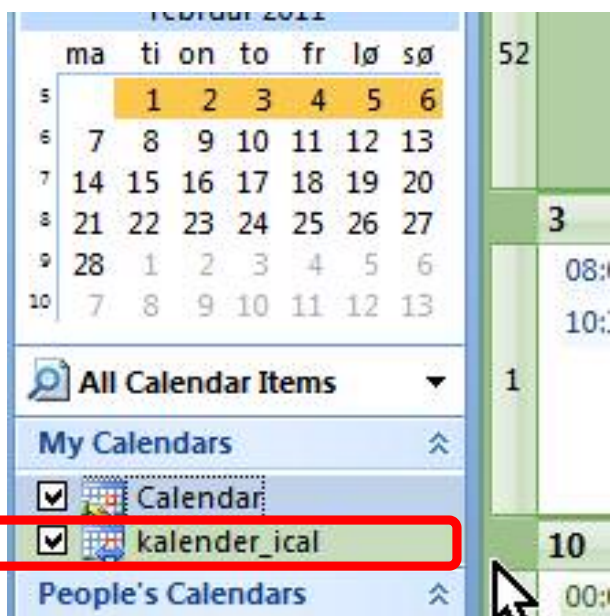 februar 2011
ma ti on to fr lø sø
5 1 2 3 4 5 6
6 7 8 9 10 11 12 13
7 14 15 16 17 18 19 20
8 21 22 23 24 25 26 27
9 28 1 2 3 4 5 6
10 7 8 9 10 11 12 13
All Calendar Items
My Calendars
Calendar
kalender_ical
People's Calendars
52
3
1
10